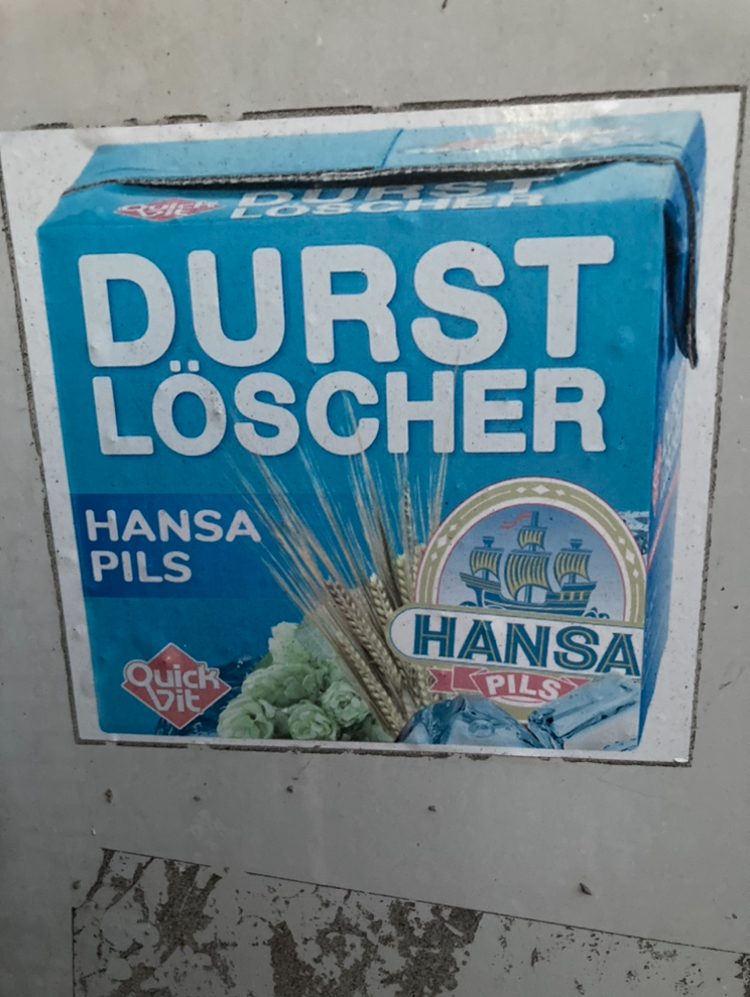 Quick Vit
DURST
LÖSCHER
DURST
LÖSCHER
HANSA
PILS
HANSA
PILS
Quick
Vit